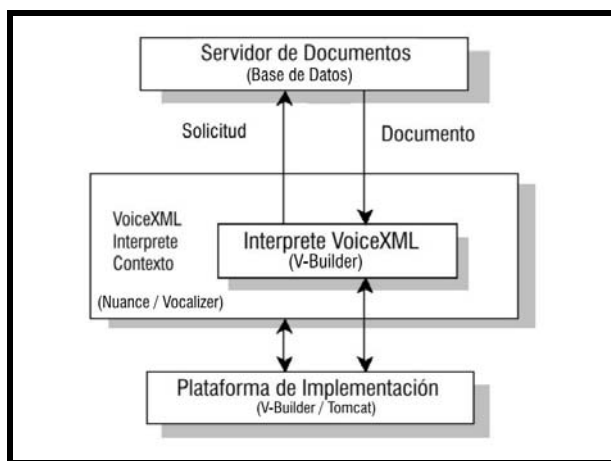 Servidor de Documentos
(Base de Datos)
Solicitud
Documento
VoiceXML
Interprete
Contexto
(Nuance / Vocalizer)
Interprete VoiceXML
(V-Builder)
Plataforma de Implementación
(V-Builder / Tomcat)